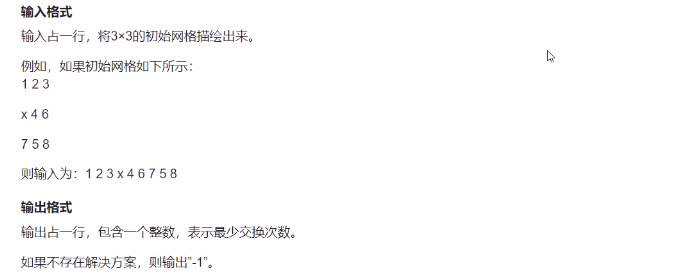 输入格式
输入占一行，将3×3的初始网格描绘出来。
例如，如果初始网格如下所示：
1 2 3
x 4 6
7 5 8
则输入为：1 2 3 x 4 6 7 5 8
输出格式
输出占一行，包含一个整数，表示最少交换次数。
如果不存在解决方案，则输出”-1”。